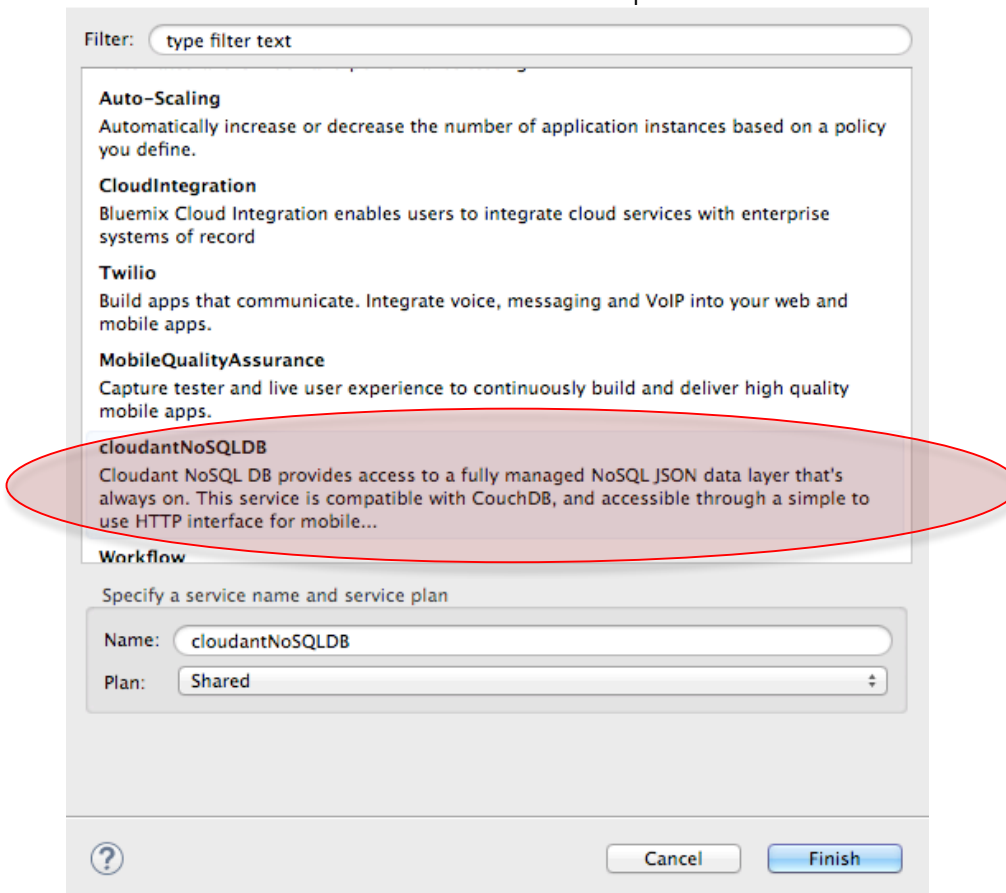 Filter: type filter text
Auto-Scaling
Automatically increase or decrease the number of application instances based on a policy
you define.
CloudIntegration
Bluemix Cloud Integration enables users to integrate cloud services with enterprise
systems of record
Twilio
Build apps that communicate. Integrate voice, messaging and VoIP into your web and
mobile apps.
MobileQualityAssurance
Capture tester and live user experience to continuously build and deliver high quality
mobile apps.
cloudantNoSQLDB
Cloudant NoSQL DB provides access to a fully managed NoSQL JSON data layer that's
always on. This service is compatible with CouchDB, and accessible through a simple to
use HTTP interface for mobile...
Workflow
Specify a service name and service plan
Name: cloudantNoSQLDB
Plan: Shared
?
Cancel Finish